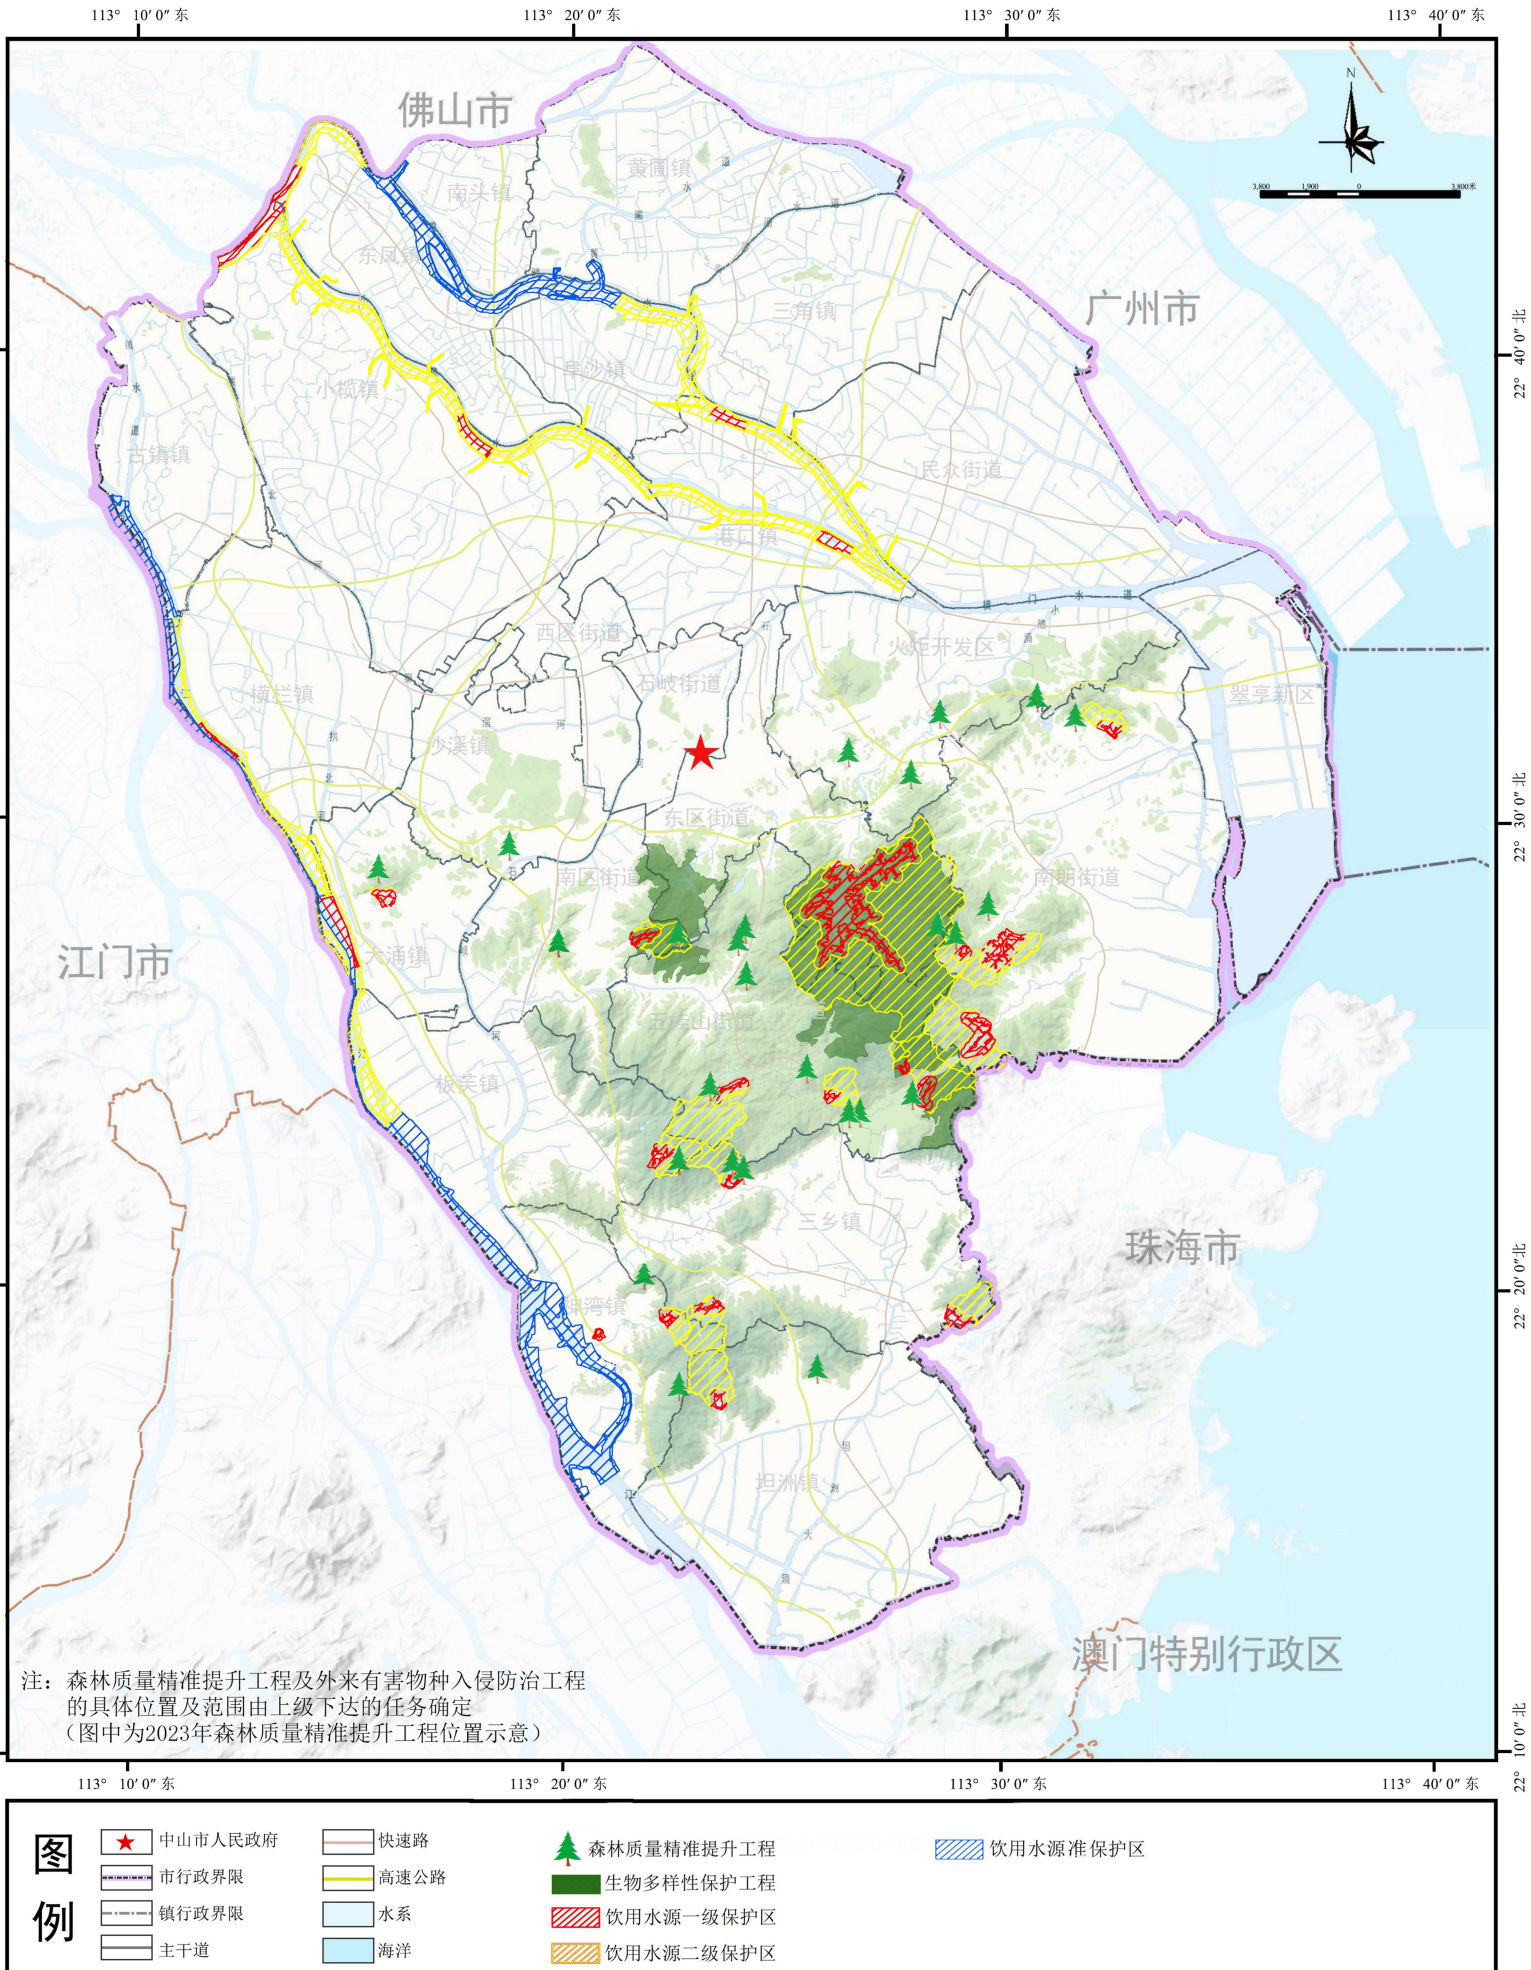 113° 10′ 0″ 东
113° 20′ 0″ 东
113° 30′ 0″ 东
113° 40′ 0″ 东
佛山市
N
黄圃镇
南头镇
3,800 1,900 0 3,800米
东凤镇
三角镇
广州市
22° 40′ 0″ 北
阜沙镇
小榄镇
古镇镇
民众街道
港口镇
横门水道
西区街道
火炬开发区
石岐街道
横栏镇
翠亨新区
沙溪镇
东区街道
22° 30′ 0″ 北
南区街道
南朗街道
江门市
大涌镇
五桂山街道
板芙镇
三乡镇
珠海市
22° 20′ 0″ 北
神湾镇
坦洲镇
澳门特别行政区
注：森林质量精准提升工程及外来有害物种入侵防治工程
的具体位置及范围由上级下达的任务确定
（图中为2023年森林质量精准提升工程位置示意）
22° 10′ 0″ 北
113° 10′ 0″ 东
113° 20′ 0″ 东
113° 30′ 0″ 东
113° 40′ 0″ 东
图例
中山市人民政府
市行政界限
镇行政界限
主干道
快速路
高速公路
水系
海洋
森林质量精准提升工程
生物多样性保护工程
饮用水源一级保护区
饮用水源二级保护区
饮用水源准保护区